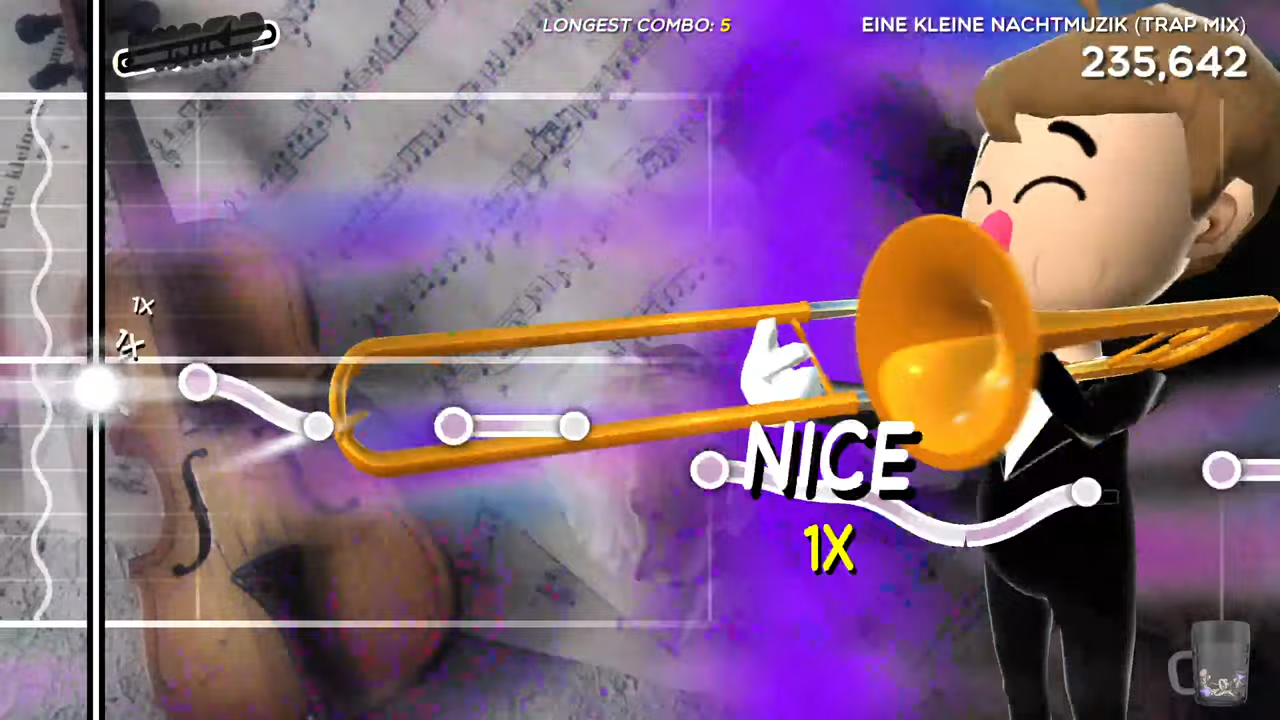 LONGEST COMBO: 5
EINE KLEINE NACHTMUZIK (TRAP MIX)
235,642
1X
1X
NICE
1X